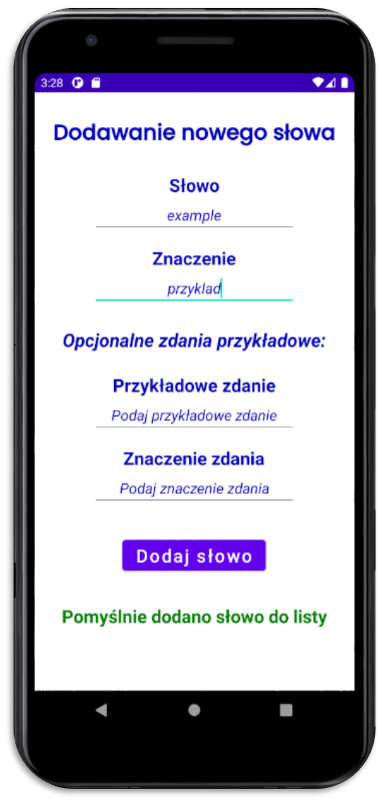 3:28
Dodawanie nowego słowa
Słowo
example
Znaczenie
przyklad
Opcjonalne zdania przykładowe:
Przykładowe zdanie
Podaj przykładowe zdanie
Znaczenie zdania
Podaj znaczenie zdania
Dodaj słowo
Pomyślnie dodano słowo do listy